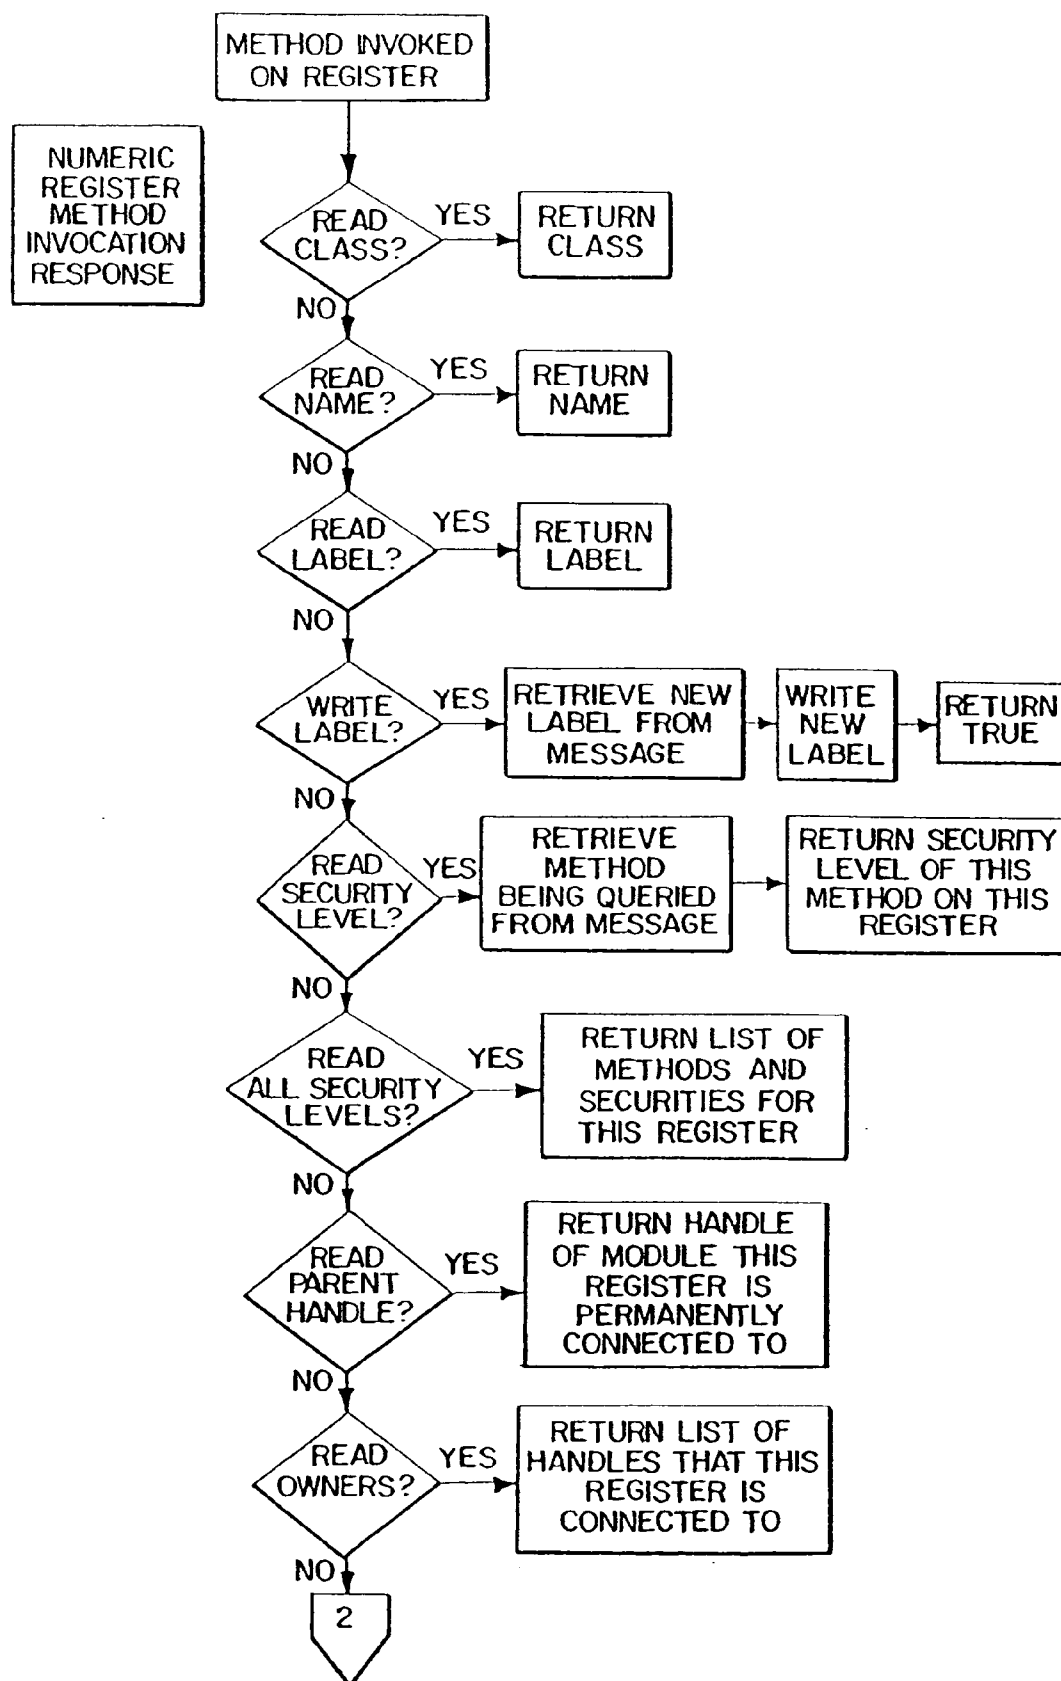 METHOD INVOKED
ON REGISTER
NUMERIC
REGISTER
METHOD
INVOCATION
RESPONSE
READ
CLASS?
YES
RETURN
CLASS
NO
READ
NAME?
YES
RETURN
NAME
NO
READ
LABEL?
YES
RETURN
LABEL
NO
WRITE
LABEL?
YES
RETRIEVE NEW
LABEL FROM
MESSAGE
WRITE
NEW
LABEL
RETURN
TRUE
NO
READ
SECURITY
LEVEL?
YES
RETRIEVE
METHOD
BEING QUERIED
FROM MESSAGE
RETURN SECURITY
LEVEL OF THIS
METHOD ON THIS
REGISTER
NO
READ
ALL SECURITY
LEVELS?
YES
RETURN LIST OF
METHODS AND
SECURITIES FOR
THIS REGISTER
NO
READ
PARENT
HANDLE?
YES
RETURN HANDLE
OF MODULE THIS
REGISTER IS
PERMANENTLY
CONNECTED TO
NO
READ
OWNERS?
YES
RETURN LIST OF
HANDLES THAT THIS
REGISTER IS
CONNECTED TO
NO
2